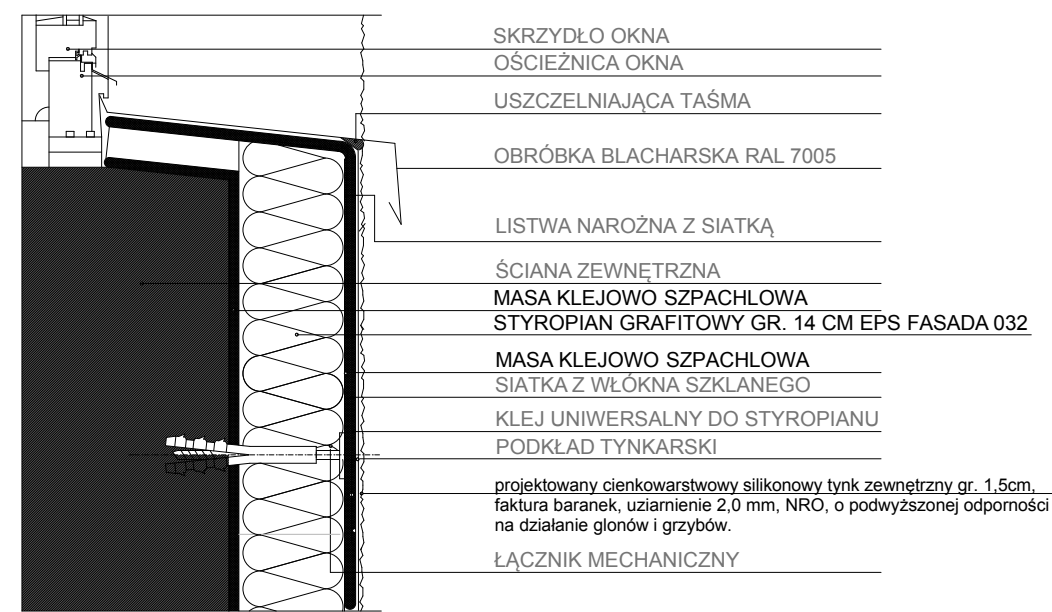 SKRZYDŁO OKNA
OŚCIEŻNICA OKNA
USZCZELNIAJĄCA TAŚMA
OBRÓBKA BLACHARSKA RAL 7005
LISTWA NAROŻNA Z SIATKĄ
ŚCIANA ZEWNĘTRZNA
MASA KLEJOWO SZPACHLOWA
STYROPIAN GRAFITOWY GR. 14 CM EPS FASADA 032
MASA KLEJOWO SZPACHLOWA
SIATKA Z WŁÓKNA SZKLANEGO
KLEJ UNIWERSALNY DO STYROPIANU
PODKŁAD TYNKARSKI
projektowany cienkowarstwowy silikonowy tynk zewnętrzny gr. 1,5cm,
faktura baranek, uziarnienie 2,0 mm, NRO, o podwyższonej odporności
na działanie glonów i grzybów.
ŁĄCZNIK MECHANICZNY